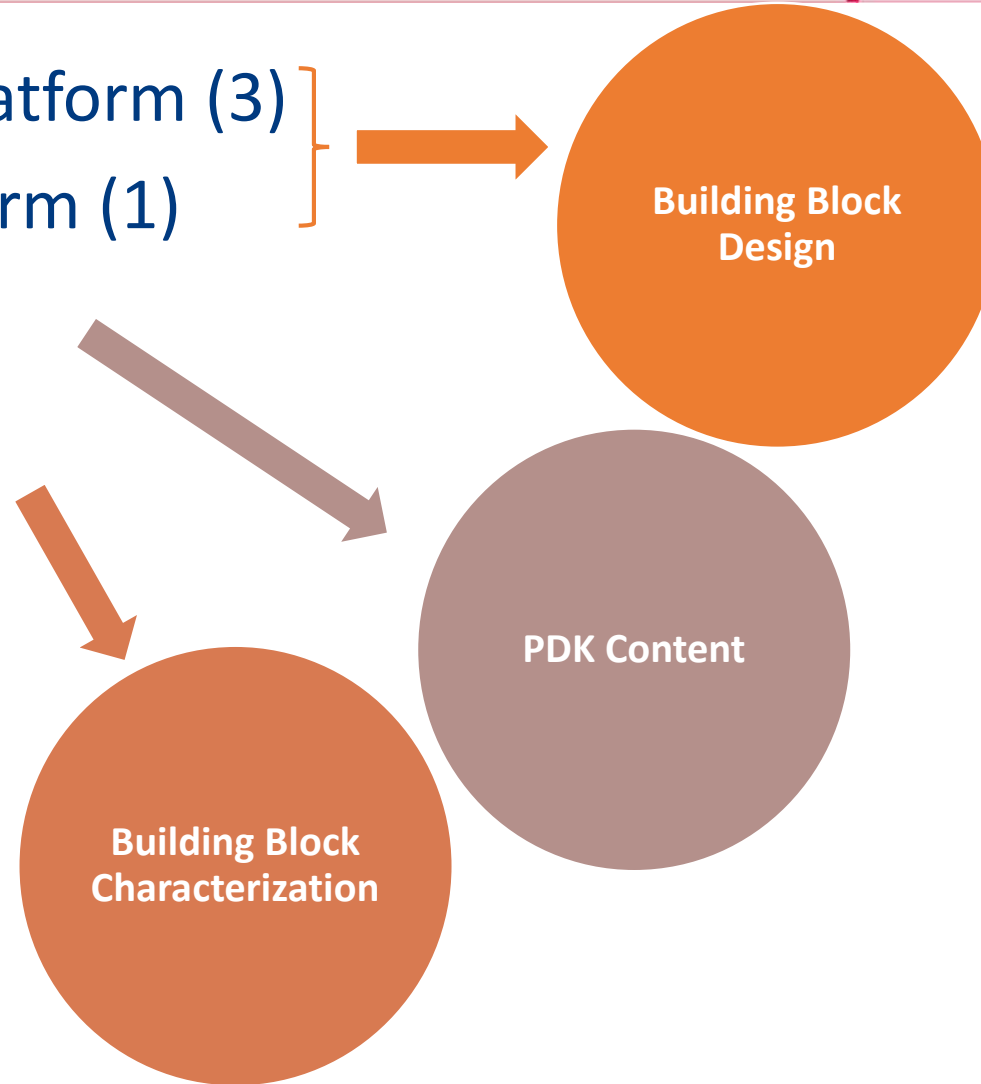 atform (3)
rm (1)
Building Block
Design
PDK Content
Building Block
Characterization